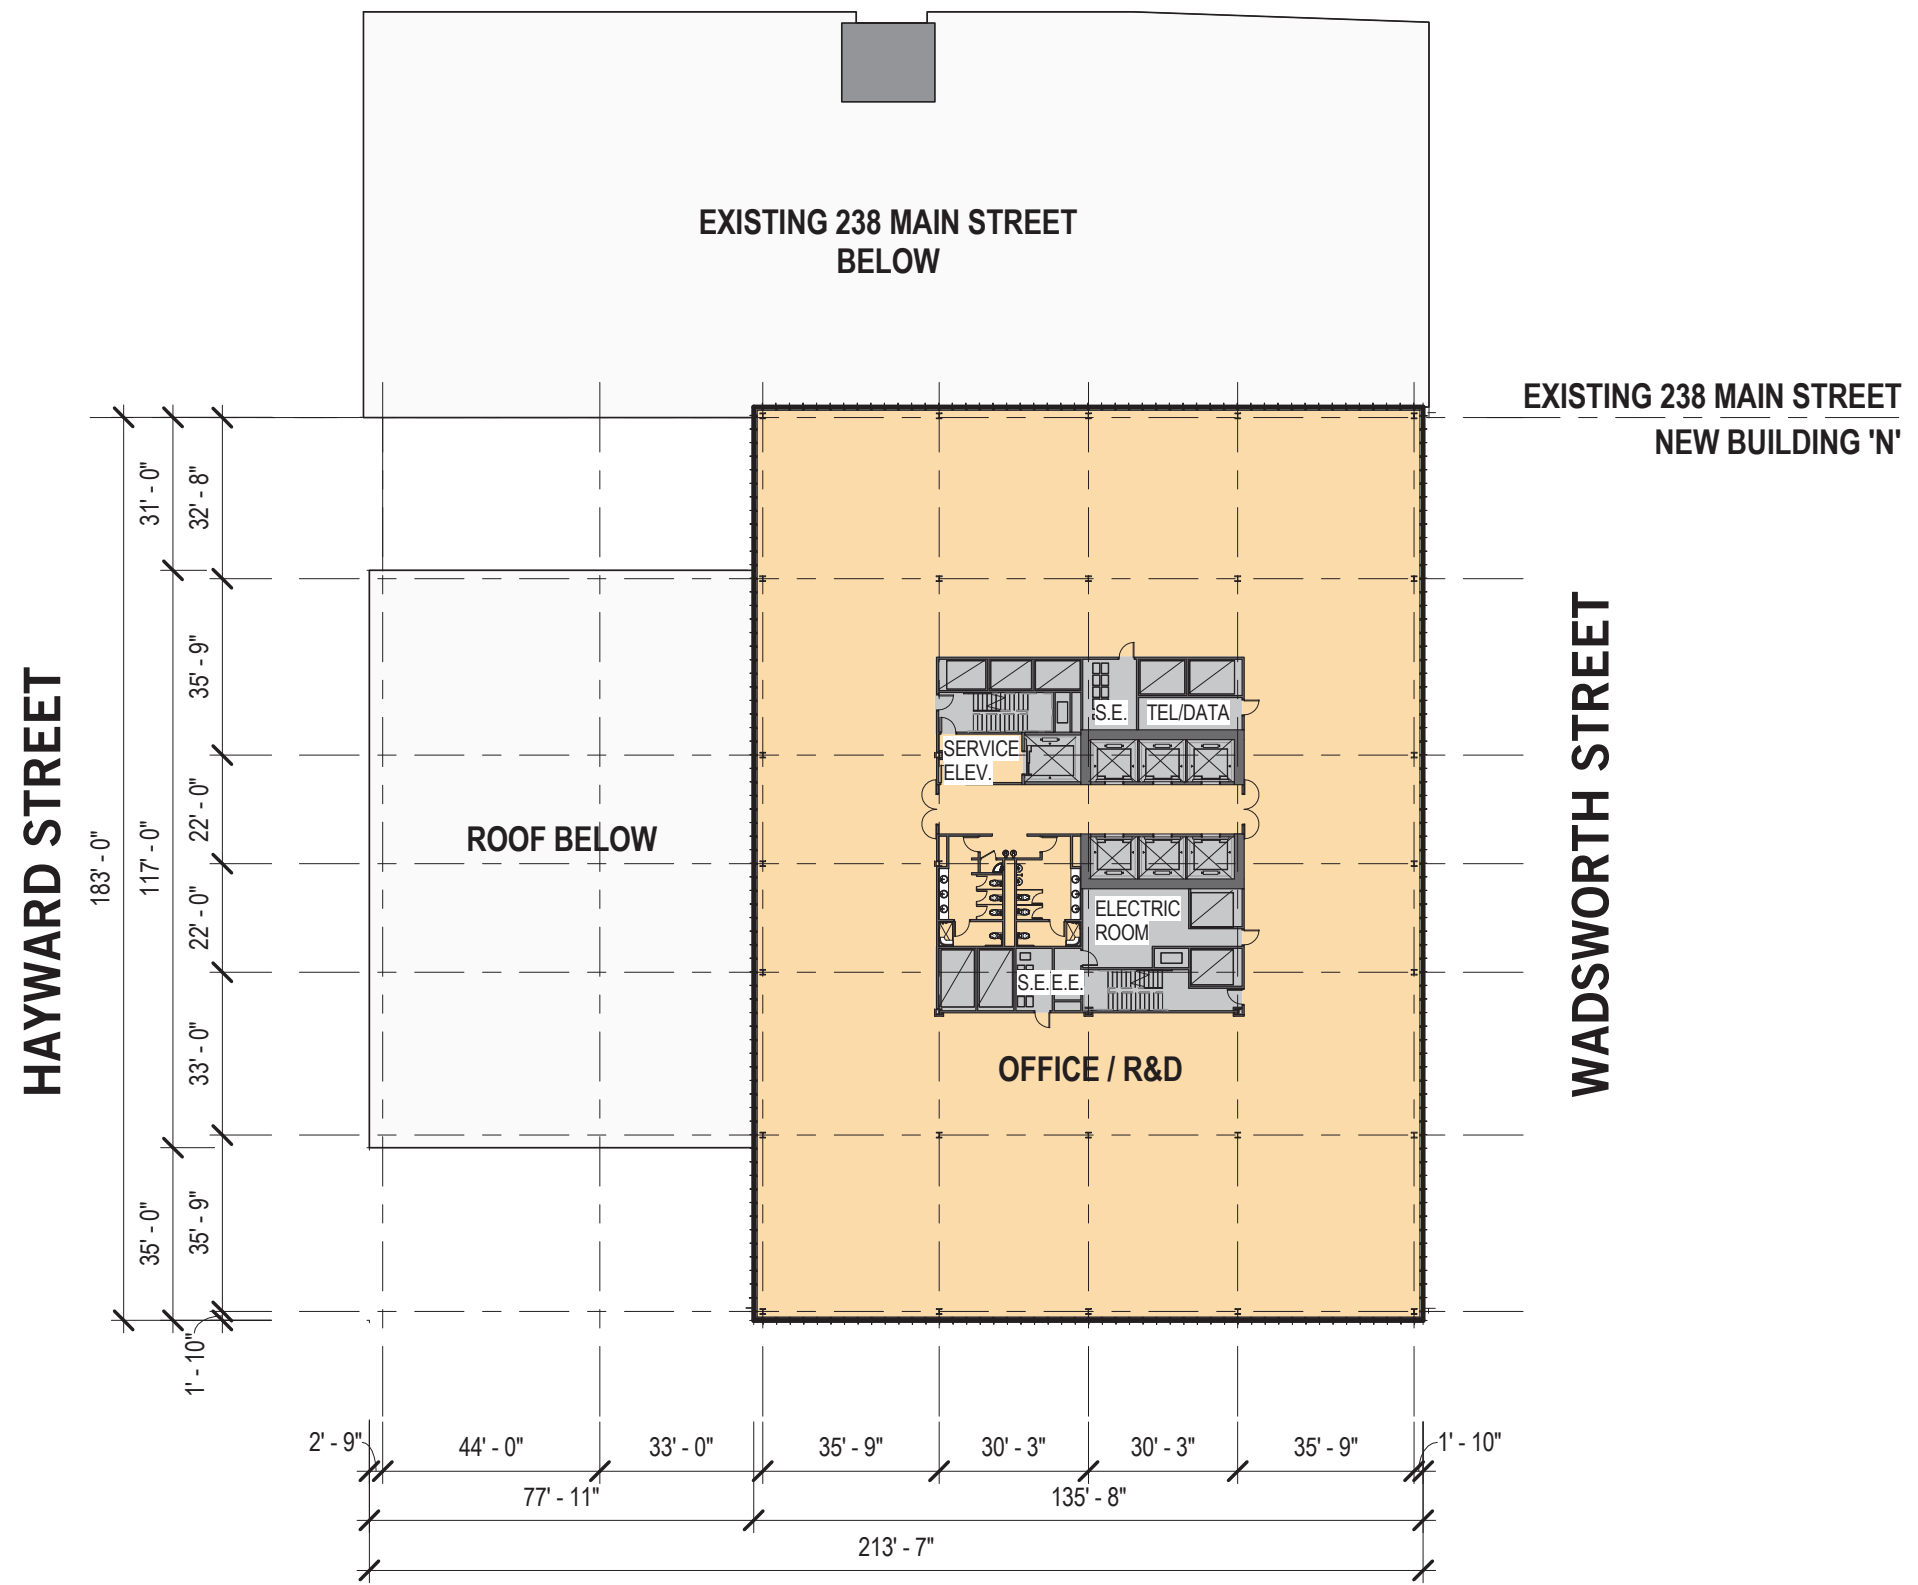 EXISTING 238 MAIN STREET
BELOW
EXISTING 238 MAIN STREET
NEW BUILDING 'N'
HAYWARD STREET
WADSWORTH STREET
183' - 0"
31' - 0"
117' - 0"
35' - 0"
32' - 8"
35' - 9"
22' - 0"
22' - 0"
33' - 0"
35' - 9"
1' - 10"
ROOF BELOW
S.E.
TEL/DATA
SERVICE
ELEV.
ELECTRIC
ROOM
S.E.
E.E.
OFFICE / R&D
2' - 9"
44' - 0"
33' - 0"
35' - 9"
30' - 3"
30' - 3"
35' - 9"
1' - 10"
77' - 11"
135' - 8"
213' - 7"